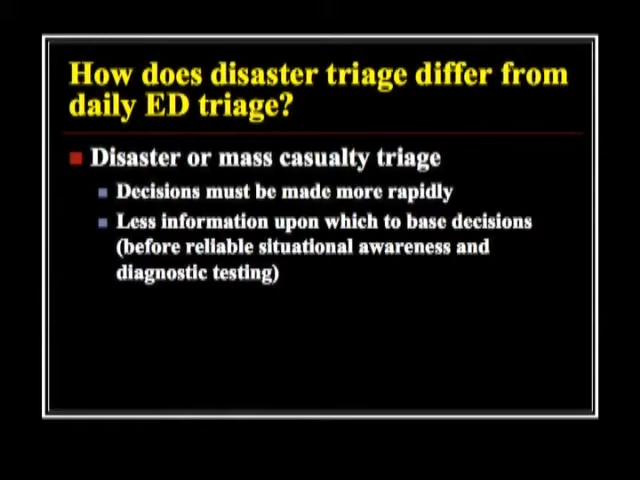 How does disaster triage differ from
daily ED triage?
Disaster or mass casualty triage
Decisions must be made more rapidly
Less information upon which to base decisions
(before reliable situational awareness and
diagnostic testing)